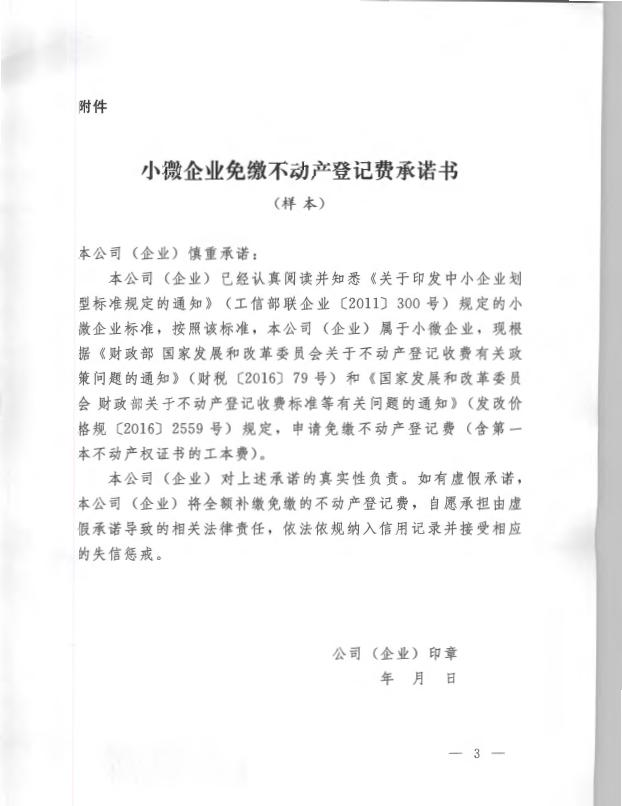 附件
小微企业免缴不动产登记费承诺书
（样 本）
本公司（企业）慎重承诺：
本公司（企业）已经认真阅读并知悉《关于印发中小企业划
型标准规定的通知》（工信部联企业〔2011〕300 号）规定的小
微企业标准，按照该标准，本公司（企业）属于小微企业，现根
据《财政部 国家发展和改革委员会关于不动产登记收费有关政
策问题的通知》（财税〔2016〕79 号）和《国家发展和改革委员
会 财政部关于不动产登记收费标准等有关问题的通知》（发改价
格规〔2016〕2559 号）规定，申请免缴不动产登记费（含第一
本不动产权证书的工本费）。
本公司（企业）对上述承诺的真实性负责。如有虚假承诺，
本公司（企业）将全额补缴免缴的不动产登记费，自愿承担由虚
假承诺导致的相关法律责任，依法依规纳入信用记录并接受相应
的失信惩戒。
公司（企业）印章
年 月 日
— 3 —